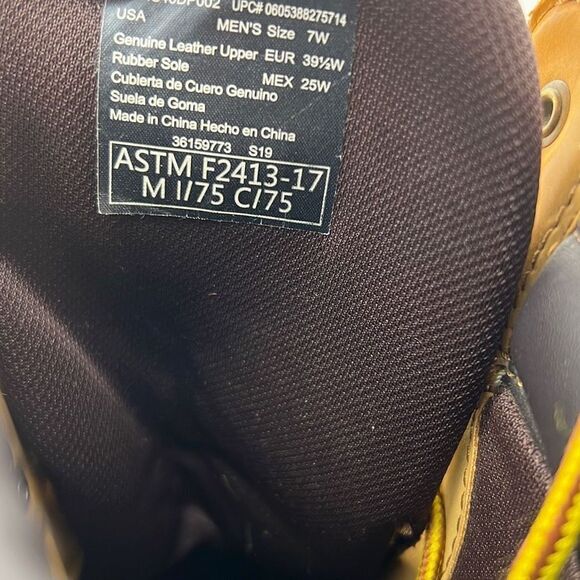 UPC# 0605388275714
USA MEN'S Size 7W
Genuine Leather Upper EUR 39½W
Rubber Sole MEX 25W
Cubierta de Cuero Genuino
Suela de Goma
Made in China Hecho en China
36159773 S19
ASTM F2413-17
M I/75 C/75